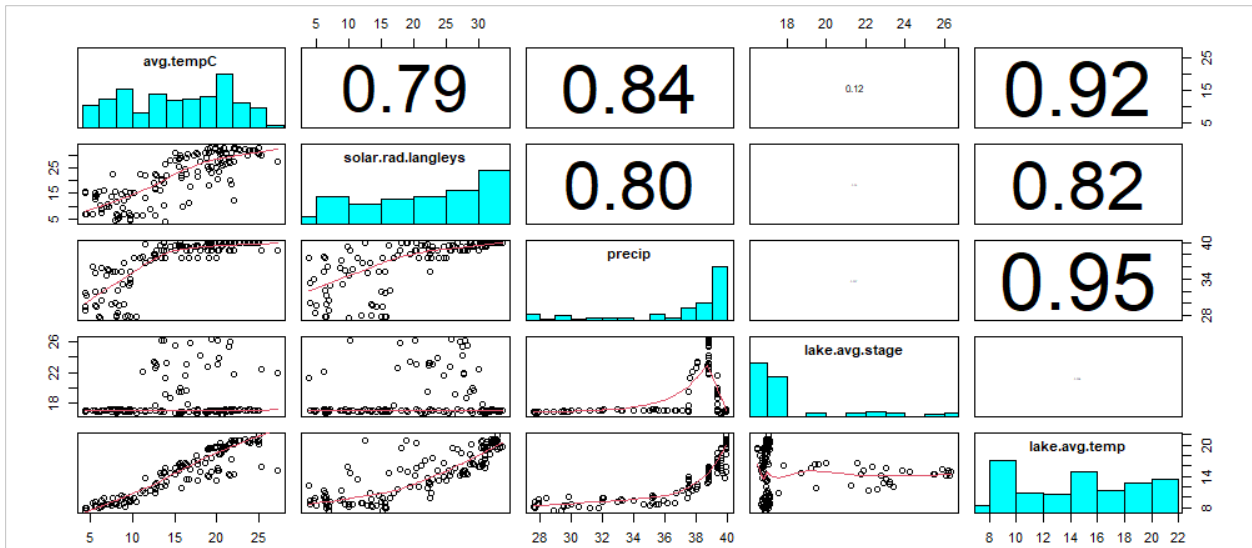 5 10 15 20 25 30 18 20 22 24 26
avg.tempC 0.79 0.84 0.12 0.92 5 15 25
5 15 25 solar.rad.langleys 0.80 0.82
precip 0.95 28 34 40
18 22 26 lake.avg.stage
lake.avg.temp 8 14 20
5 10 15 20 25 28 30 32 34 36 38 40 8 10 12 14 16 18 20 22